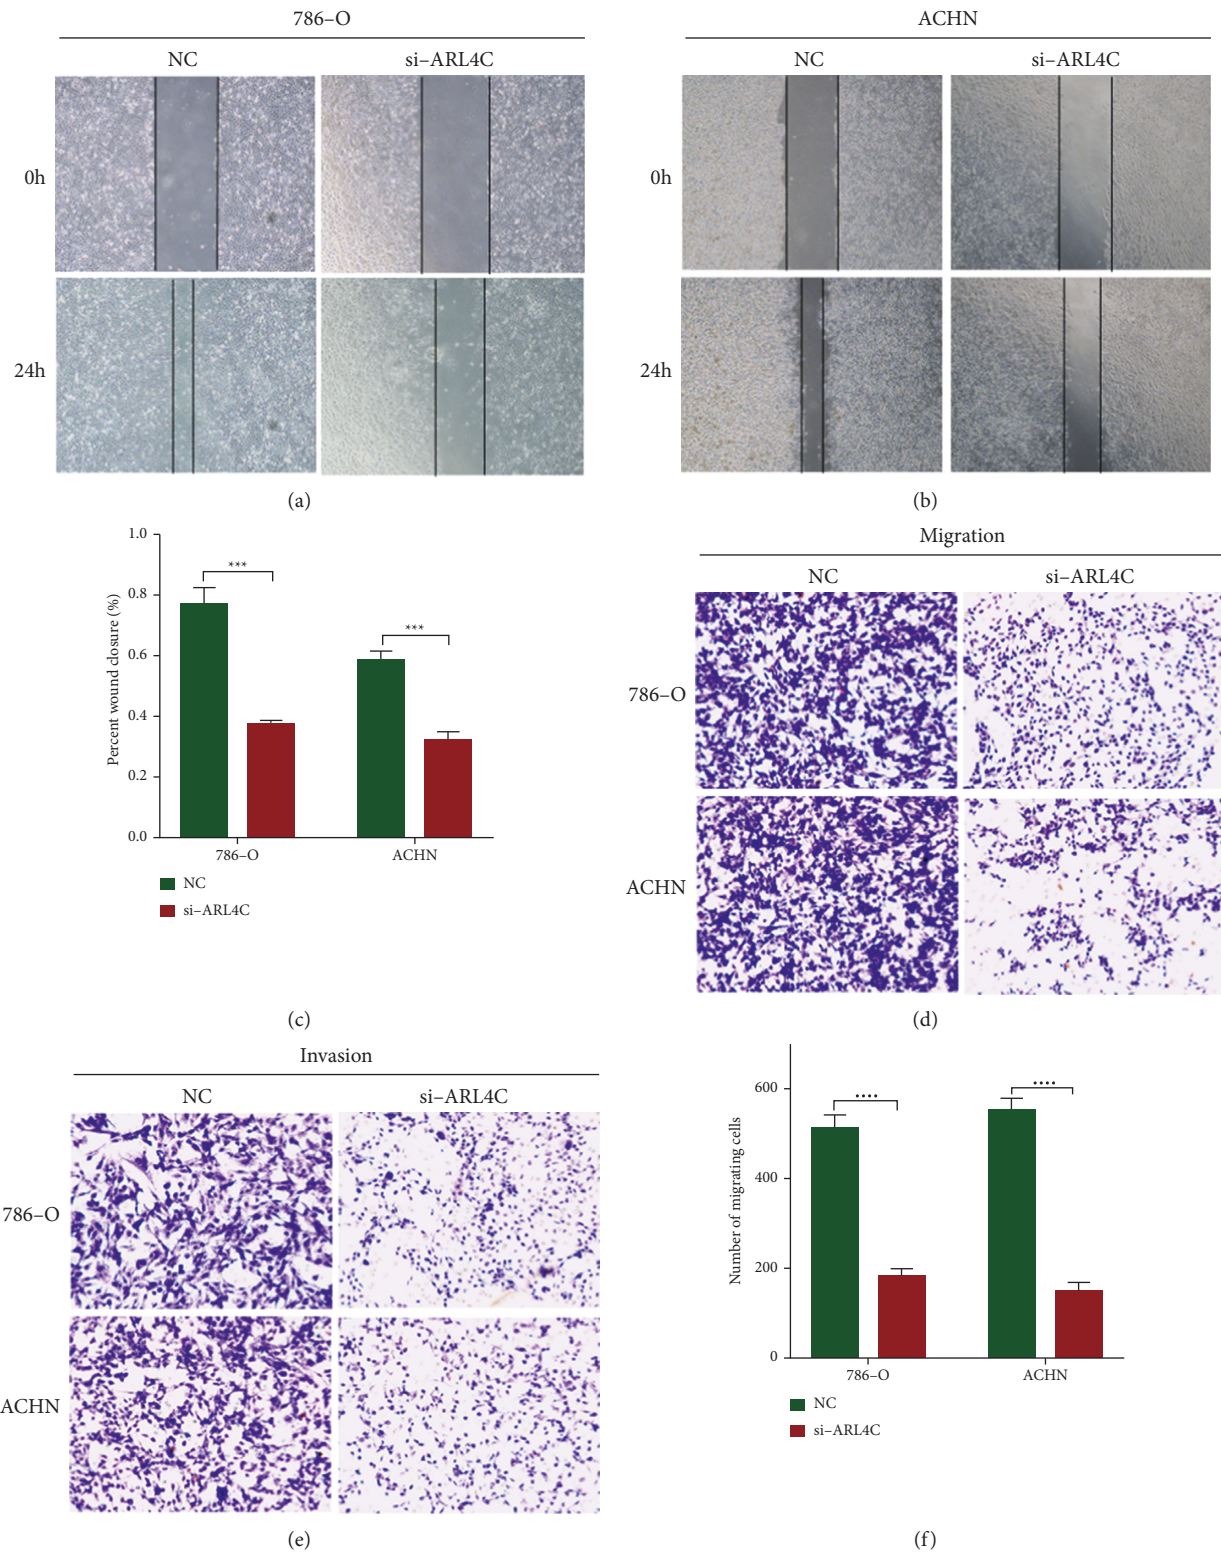 786–O
NC
si–ARL4C
0h
24h
(a)
ACHN
NC
si–ARL4C
0h
24h
(b)
Percent wound closure (%)
1.0
0.8
0.6
0.4
0.2
0.0
***
***
786–O
ACHN
NC
si–ARL4C
(c)
Migration
NC
si–ARL4C
786–O
ACHN
(d)
Invasion
NC
si–ARL4C
786–O
ACHN
(e)
Number of migrating cells
600
400
200
0
••••
••••
786–O
ACHN
NC
si–ARL4C
(f)